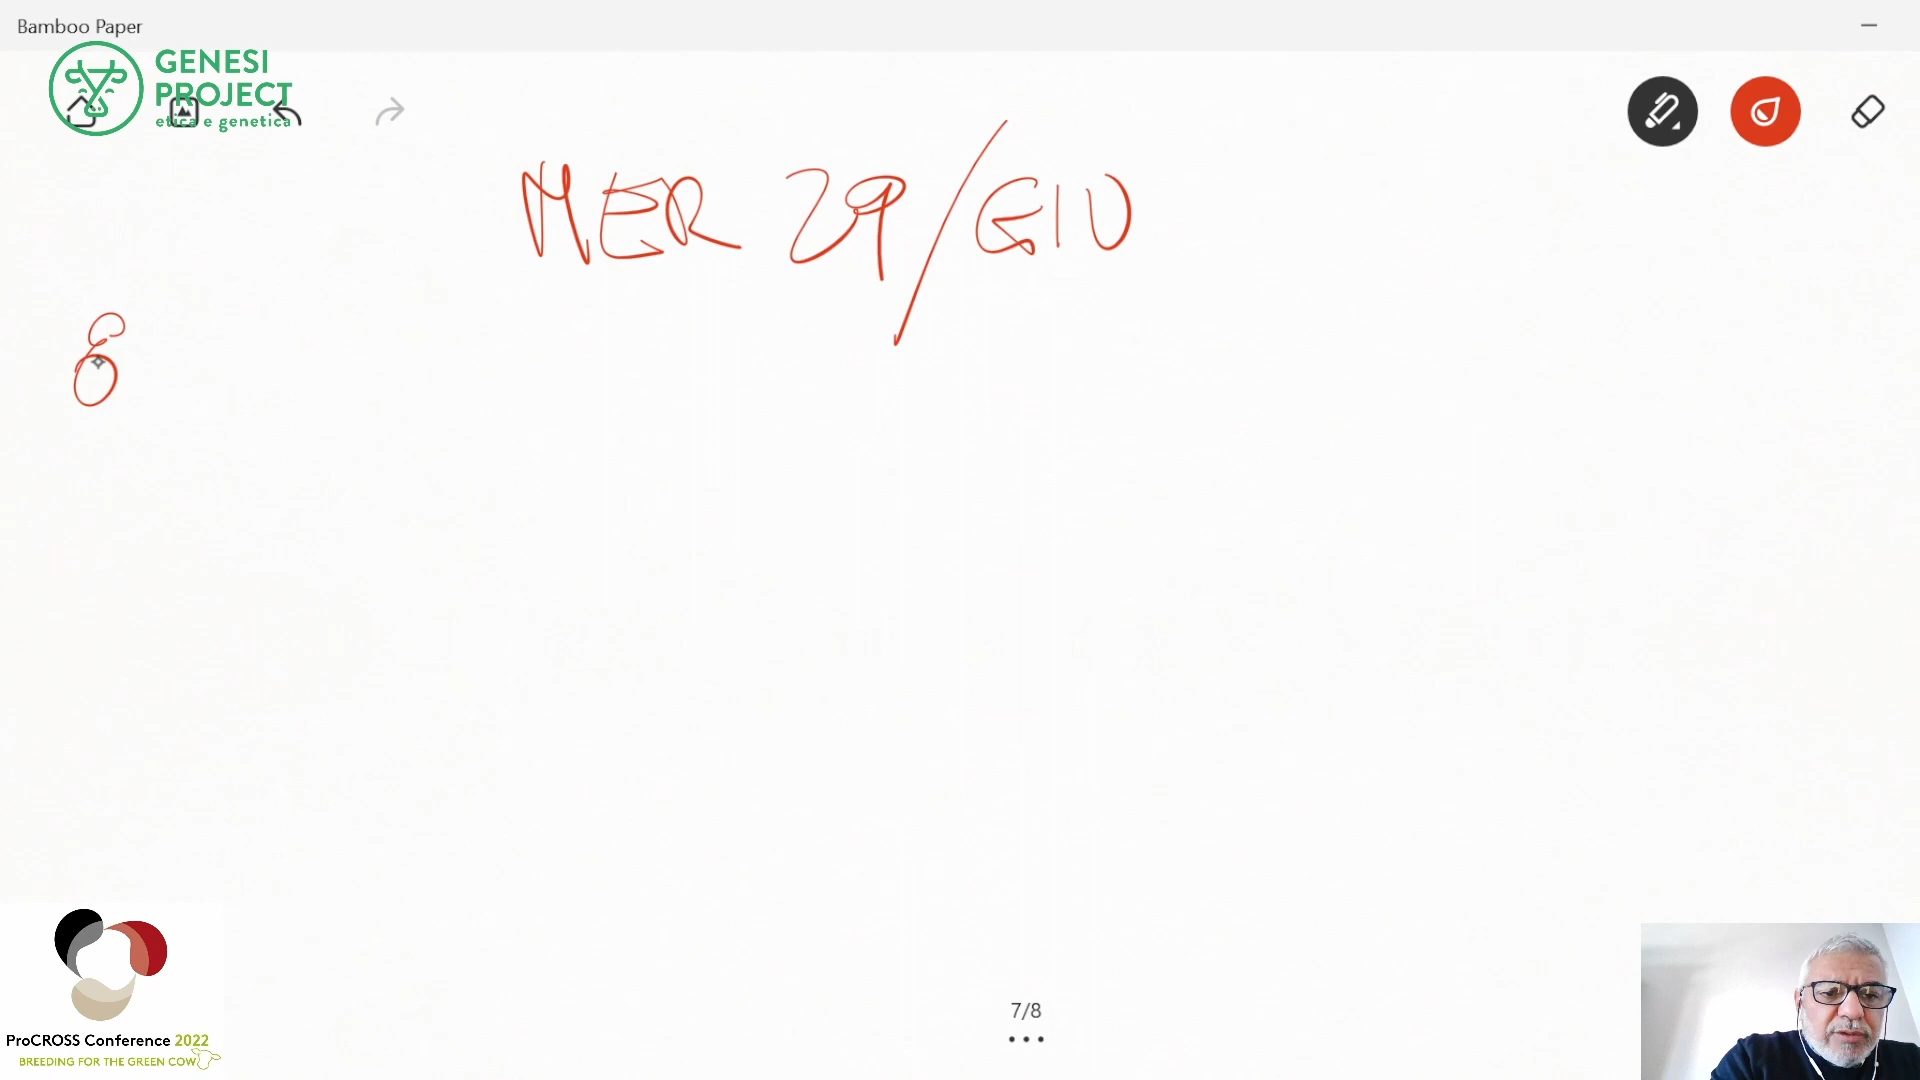 Bamboo Paper
GENESI
PROJECT
etica e genetica
MER 29/GIU
8
7/8
ProCROSS Conference 2022
BREEDING FOR THE GREEN COW